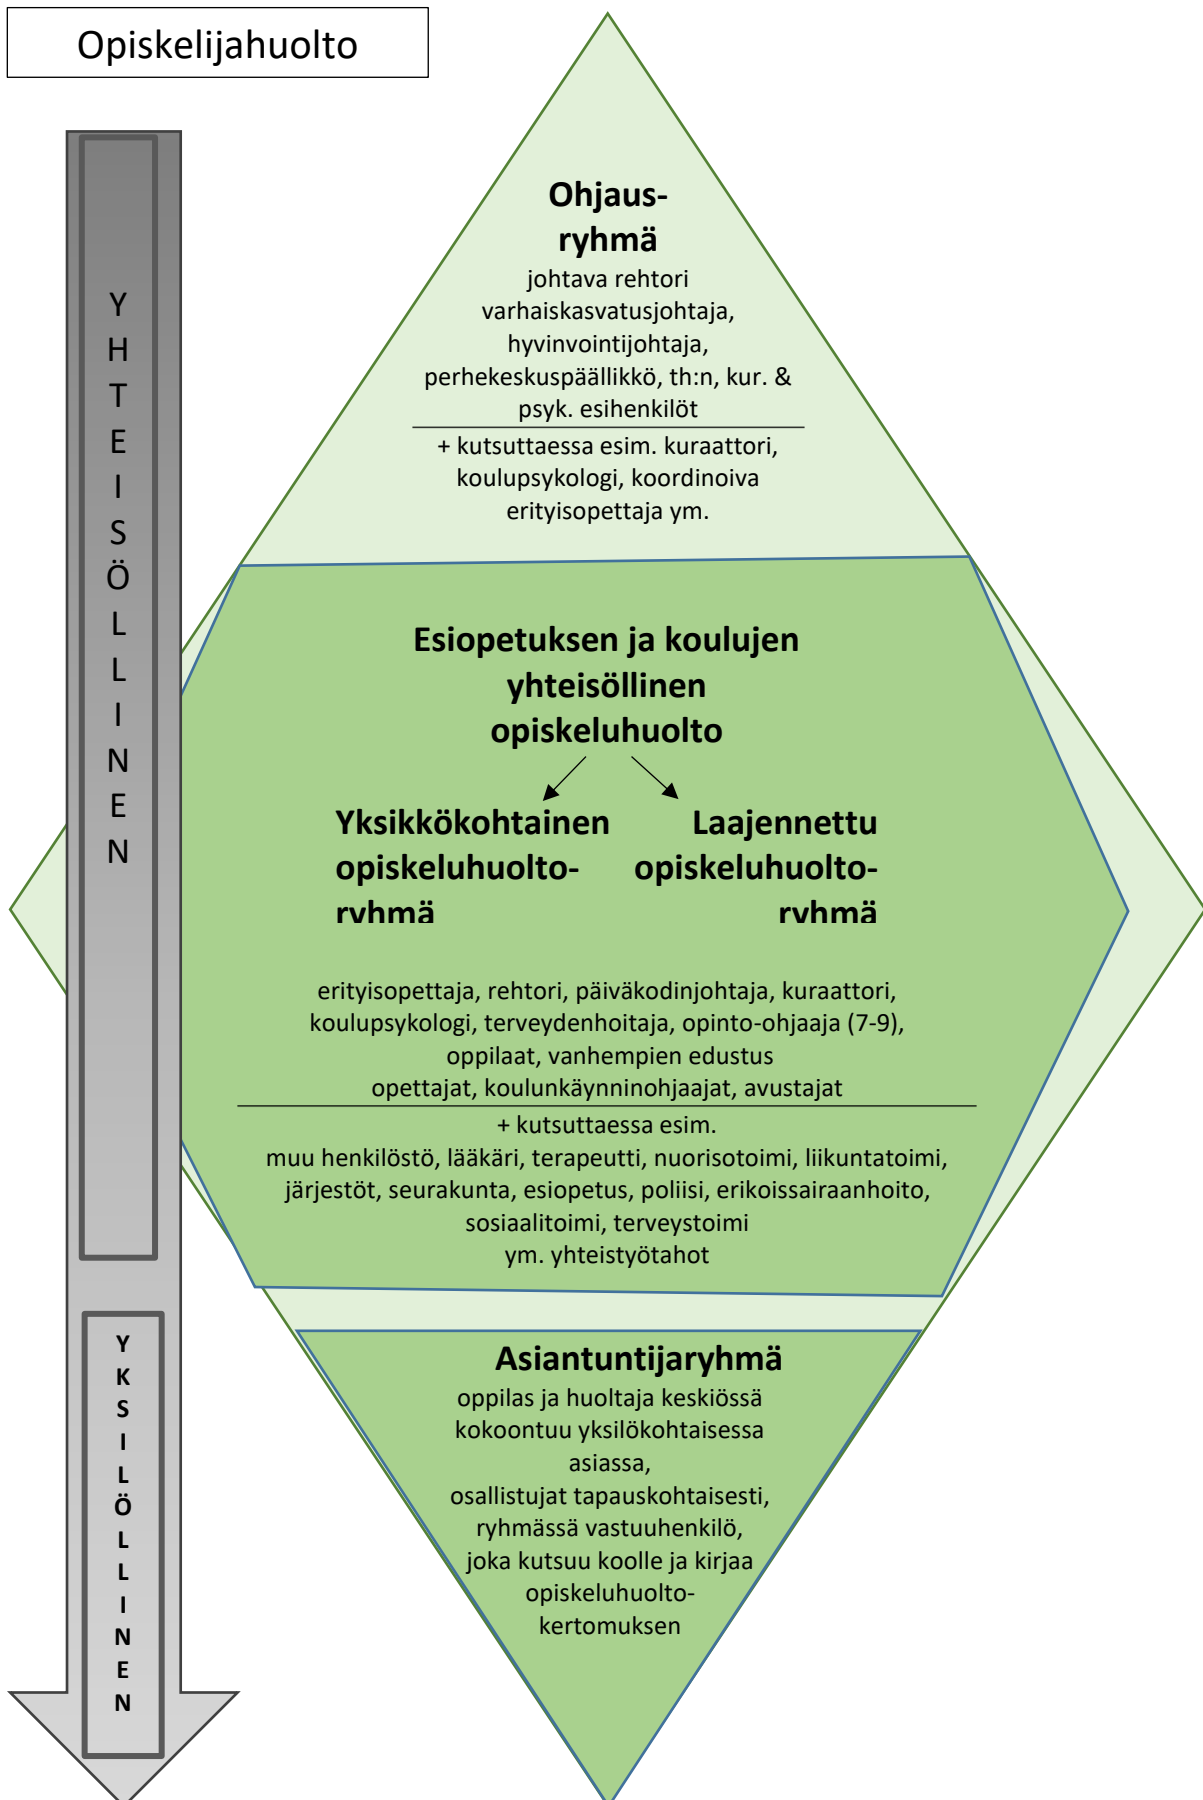 Opiskelijahuolto
YHTEISÖLLINEN
YKSILÖLLINEN
Ohjaus-
ryhmä
johtava rehtori
varhaiskasvatusjohtaja,
hyvinvointijohtaja,
perhekeskuspäällikkö, th:n, kur. &
psyk. esihenkilöt
+ kutsuttaessa esim. kuraattori,
koulupsykologi, koordinoiva
erityisopettaja ym.
Esiopetuksen ja koulujen
yhteisöllinen
opiskeluhuolto
Yksikkökohtainen
opiskeluhuolto-
ryhmä
Laajennettu
opiskeluhuolto-
ryhmä
erityisopettaja, rehtori, päiväkodinjohtaja, kuraattori,
koulupsykologi, terveydenhoitaja, opinto-ohjaaja (7-9),
oppilaat, vanhempien edustus
opettajat, koulunkäynninohjaajat, avustajat
+ kutsuttaessa esim.
muu henkilöstö, lääkäri, terapeutti, nuorisotoimi, liikuntatoimi,
järjestöt, seurakunta, esiopetus, poliisi, erikoissairaanhoito,
sosiaalitoimi, terveystoimi
ym. yhteistyötahot
Asiantuntijaryhmä
oppilas ja huoltaja keskiössä
kokoontuu yksilökohtaisessa
asiassa,
osallistujat tapauskohtaisesti,
ryhmässä vastuuhenkilö,
joka kutsuu koolle ja kirjaa
opiskeluhuolto-
kertomuksen